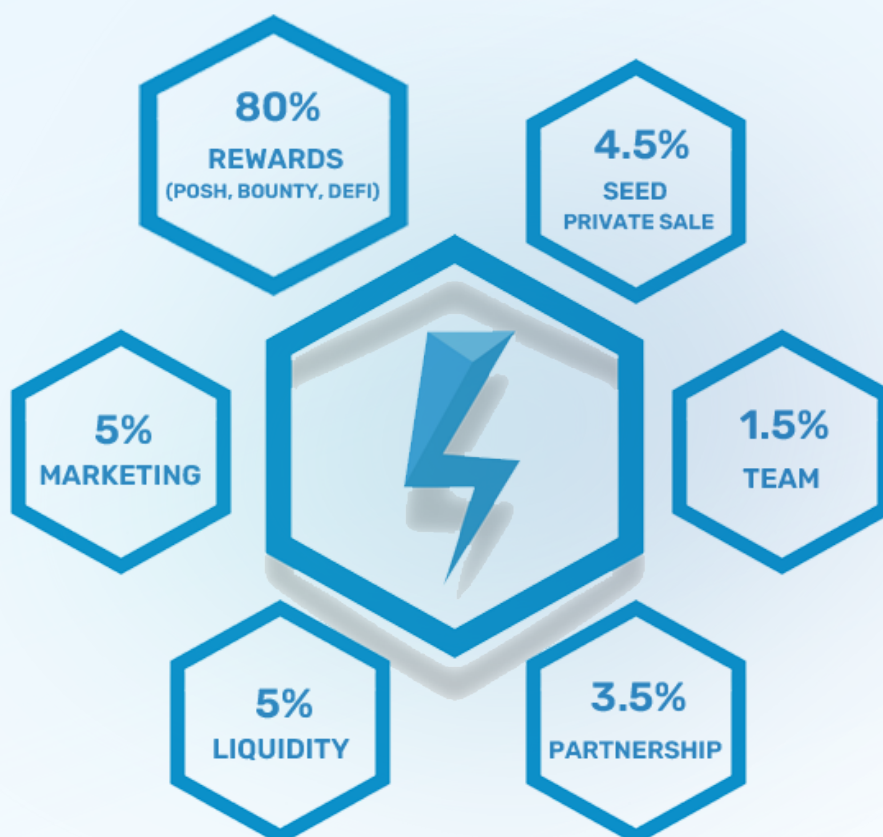 80%
REWARDS
(POSH, BOUNTY, DEFI)
4.5%
SEED
PRIVATE SALE
5%
MARKETING
1.5%
TEAM
5%
LIQUIDITY
3.5%
PARTNERSHIP